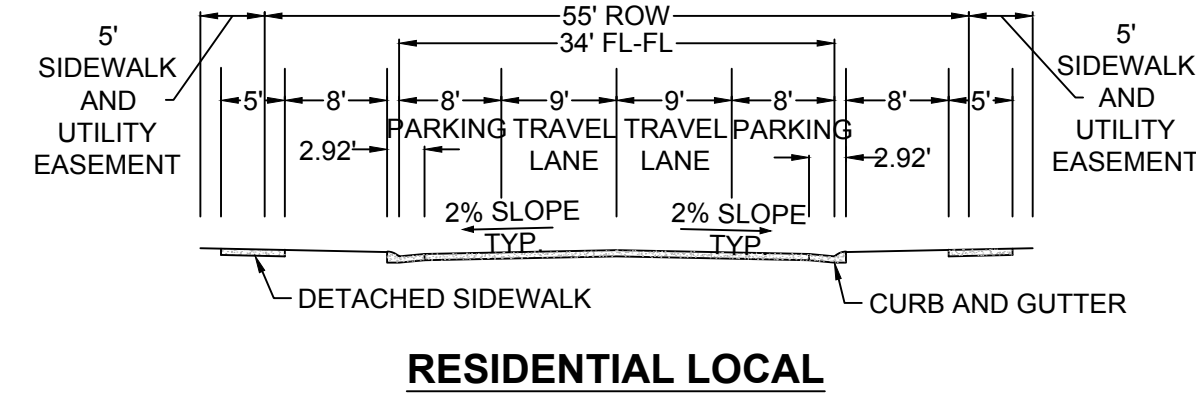 55' ROW
34' FL-FL
5'
SIDEWALK
AND
UTILITY
EASEMENT
5'
SIDEWALK
AND
UTILITY
EASEMENT
5' 8' 8' 9' 9' 8' 8' 5'
PARKING TRAVEL TRAVEL PARKING
LANE LANE
2.92' 2.92'
2% SLOPE 2% SLOPE
TYP. TYP.
DETACHED SIDEWALK CURB AND GUTTER
RESIDENTIAL LOCAL